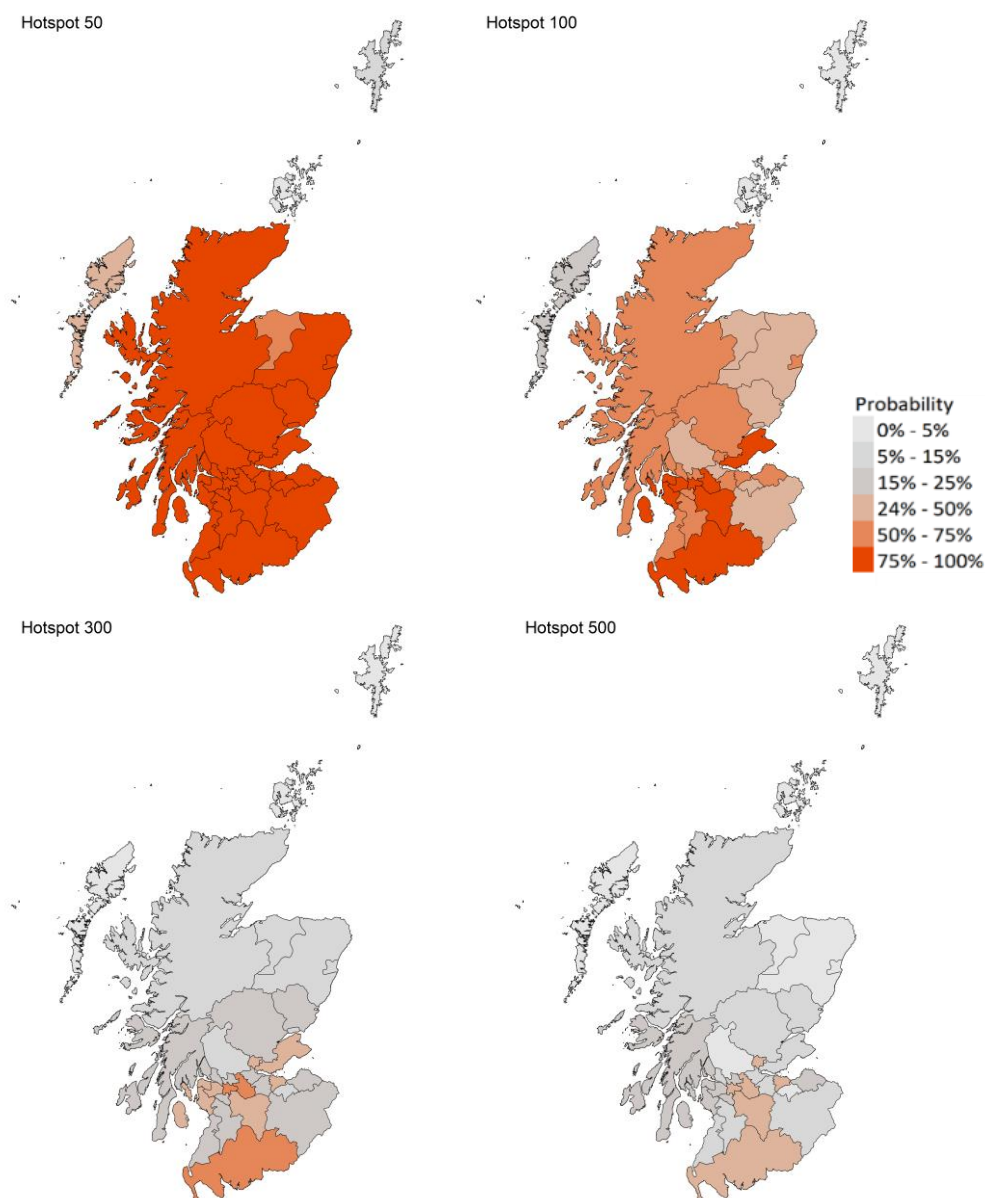 Hotspot 50
Hotspot 100
Probability
0% - 5%
5% - 15%
15% - 25%
24% - 50%
50% - 75%
75% - 100%
Hotspot 300
Hotspot 500